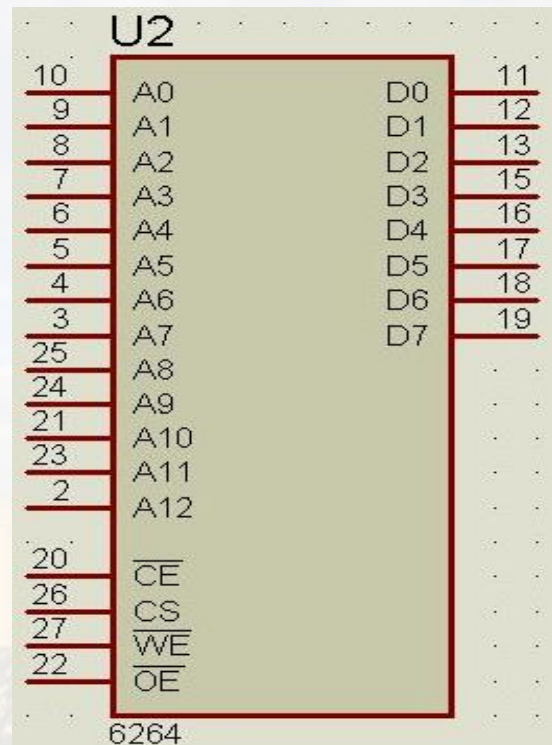 U2
10 A0 D0 11
9 A1 D1 12
8 A2 D2 13
7 A3 D3 15
6 A4 D4 16
5 A5 D5 17
4 A6 D6 18
3 A7 D7 19
25 A8
24 A9
21 A10
23 A11
2 A12
20 CE
26 CS
27 WE
22 OE
6264